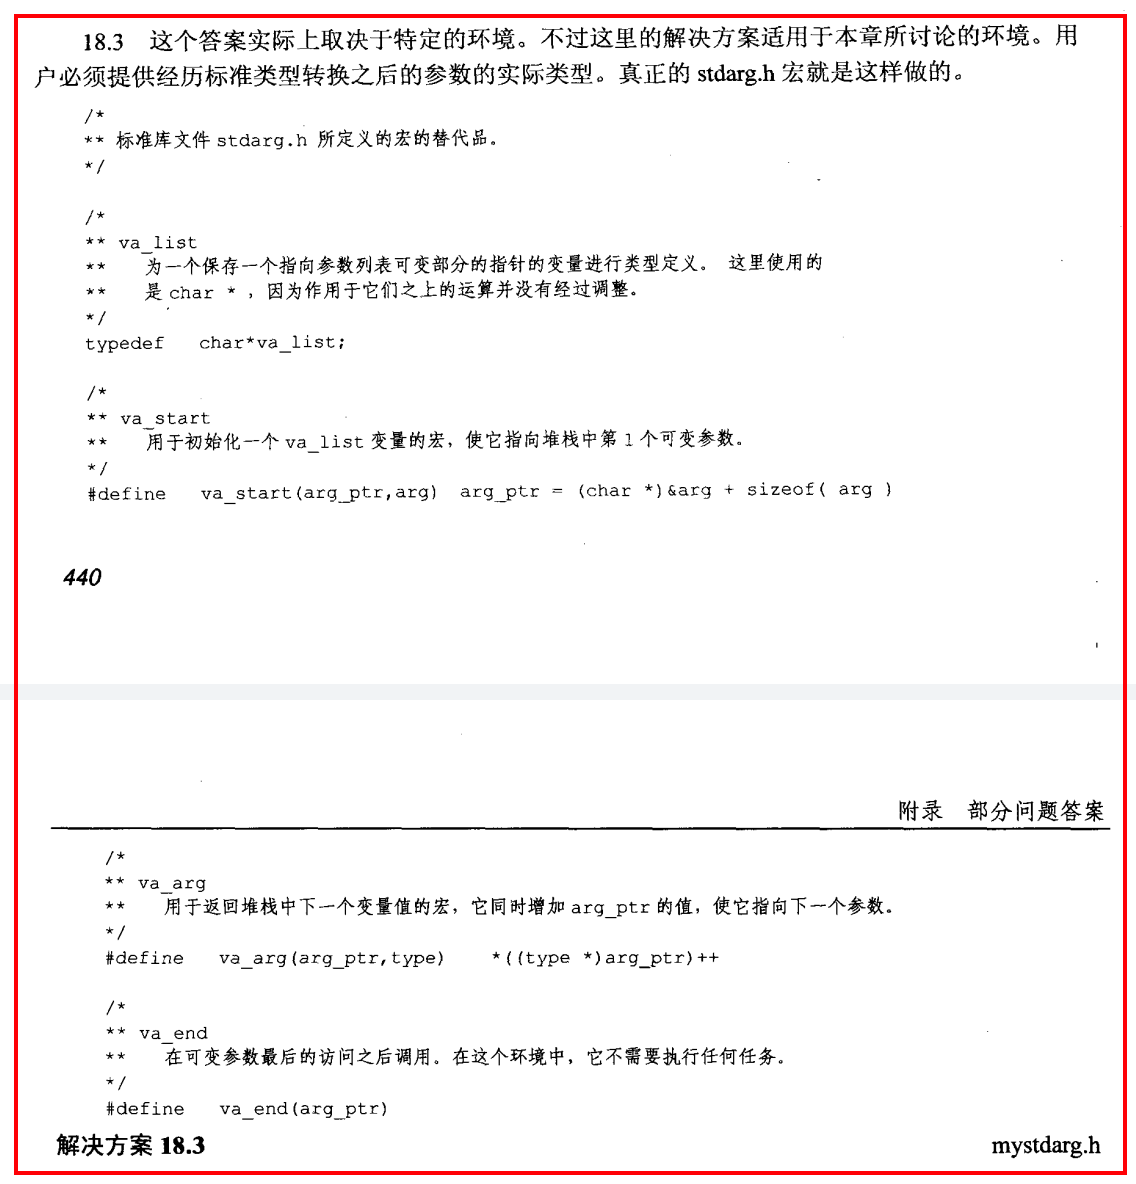 18.3 这个答案实际上取决于特定的环境。不过这里的解决方案适用于本章所讨论的环境。用
户必须提供经历标准类型转换之后的参数的实际类型。真正的 stdarg.h 宏就是这样做的。
/*
** 标准库文件 stdarg.h 所定义的宏的替代品。
*/
/*
** va_list
** 为一个保存一个指向参数列表可变部分的指针的变量进行类型定义。 这里使用的
** 是 char * ，因为作用于它们之上的运算并没有经过调整。
*/
typedef char*va_list;
/*
** va_start
** 用于初始化一个 va_list 变量的宏，使它指向堆栈中第 1 个可变参数。
*/
#define va_start(arg_ptr,arg) arg_ptr = (char *)&arg + sizeof( arg )
440
附录 部分问题答案
/*
** va_arg
** 用于返回堆栈中下一个变量值的宏，它同时增加 arg_ptr 的值，使它指向下一个参数。
*/
#define va_arg(arg_ptr,type) *((type *)arg_ptr)++
/*
** va_end
** 在可变参数最后的访问之后调用。在这个环境中，它不需要执行任何任务。
*/
#define va_end(arg_ptr)
解决方案 18.3 mystdarg.h